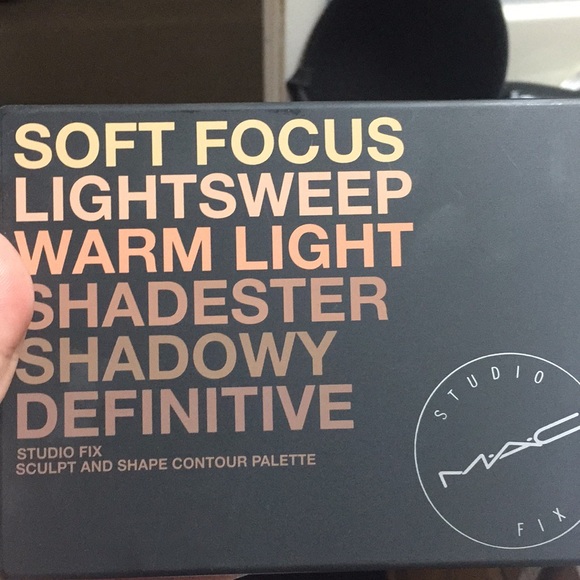 SOFT FOCUS
LIGHTSWEEP
WARM LIGHT
SHADESTER
SHADOWY
DEFINITIVE
STUDIO FIX
SCULPT AND SHAPE CONTOUR PALETTE
STUDIO
MAC
FIX